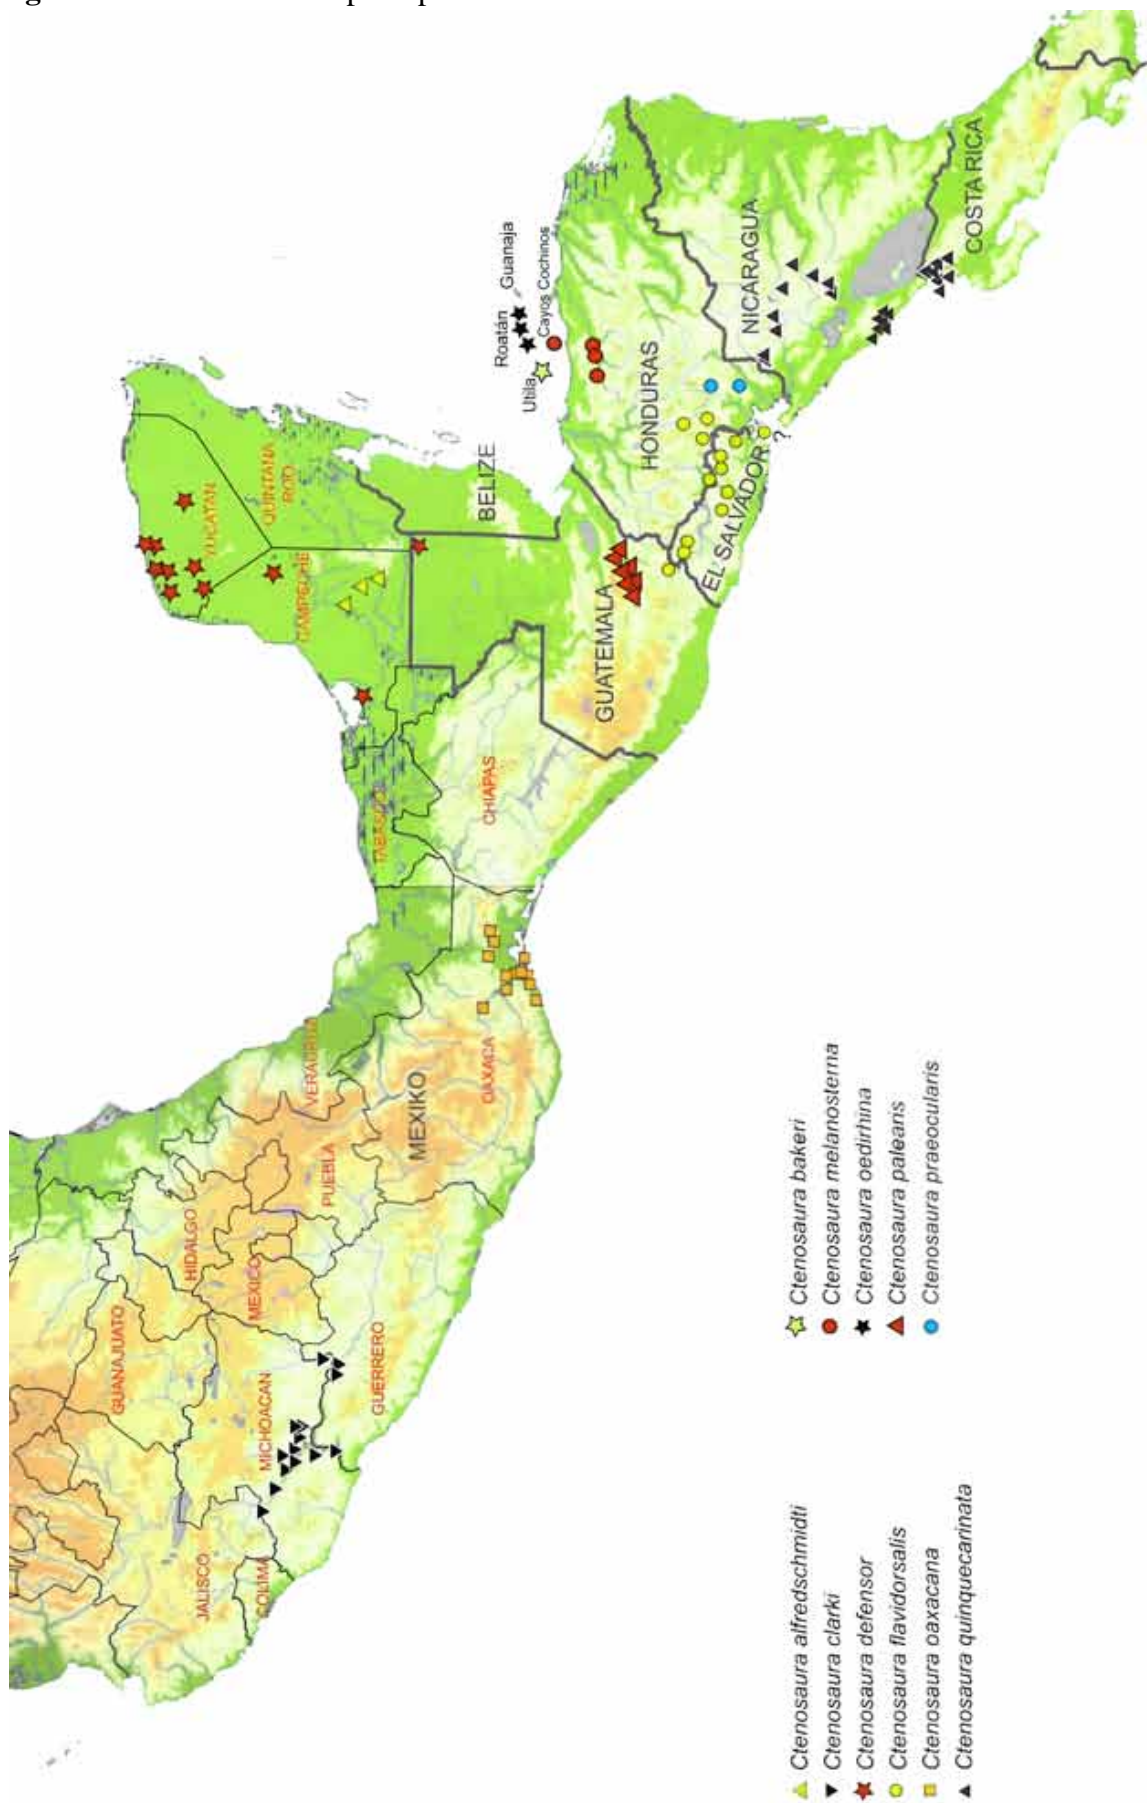 JALISCO
COLIMA
MICHOACAN
GUANAJUATO
HIDALGO
MEXICO
GUERRERO
PUEBLA
VERACRUZ
MEXIKO
OAXACA
TABASCO
CHIAPAS
CAMPECHE
YUCATAN
QUINTANA
ROO
BELIZE
GUATEMALA
EL SALVADOR
?
HONDURAS
Utila
Roatán
Guanaja
Cayos Cochinos
NICARAGUA
COSTA RICA
Ctenosaura alfredschmidti
Ctenosaura clarki
Ctenosaura defensor
Ctenosaura flavidorsalis
Ctenosaura oaxacana
Ctenosaura quinquecarinata
Ctenosaura bakeri
Ctenosaura melanosterna
Ctenosaura oedirhina
Ctenosaura palearis
Ctenosaura praeocularis